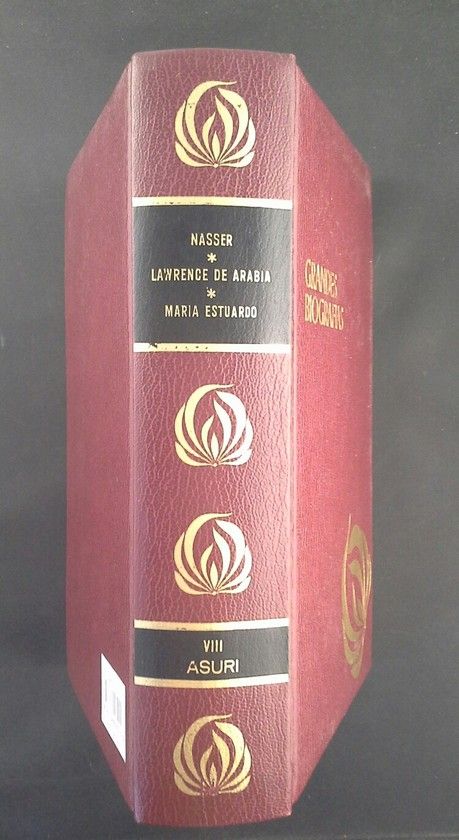 NASSER
*
LAWRENCE DE ARABIA
*
MARIA ESTUARDO
VIII
ASURI
GRANDES
BIOGRAFIAS